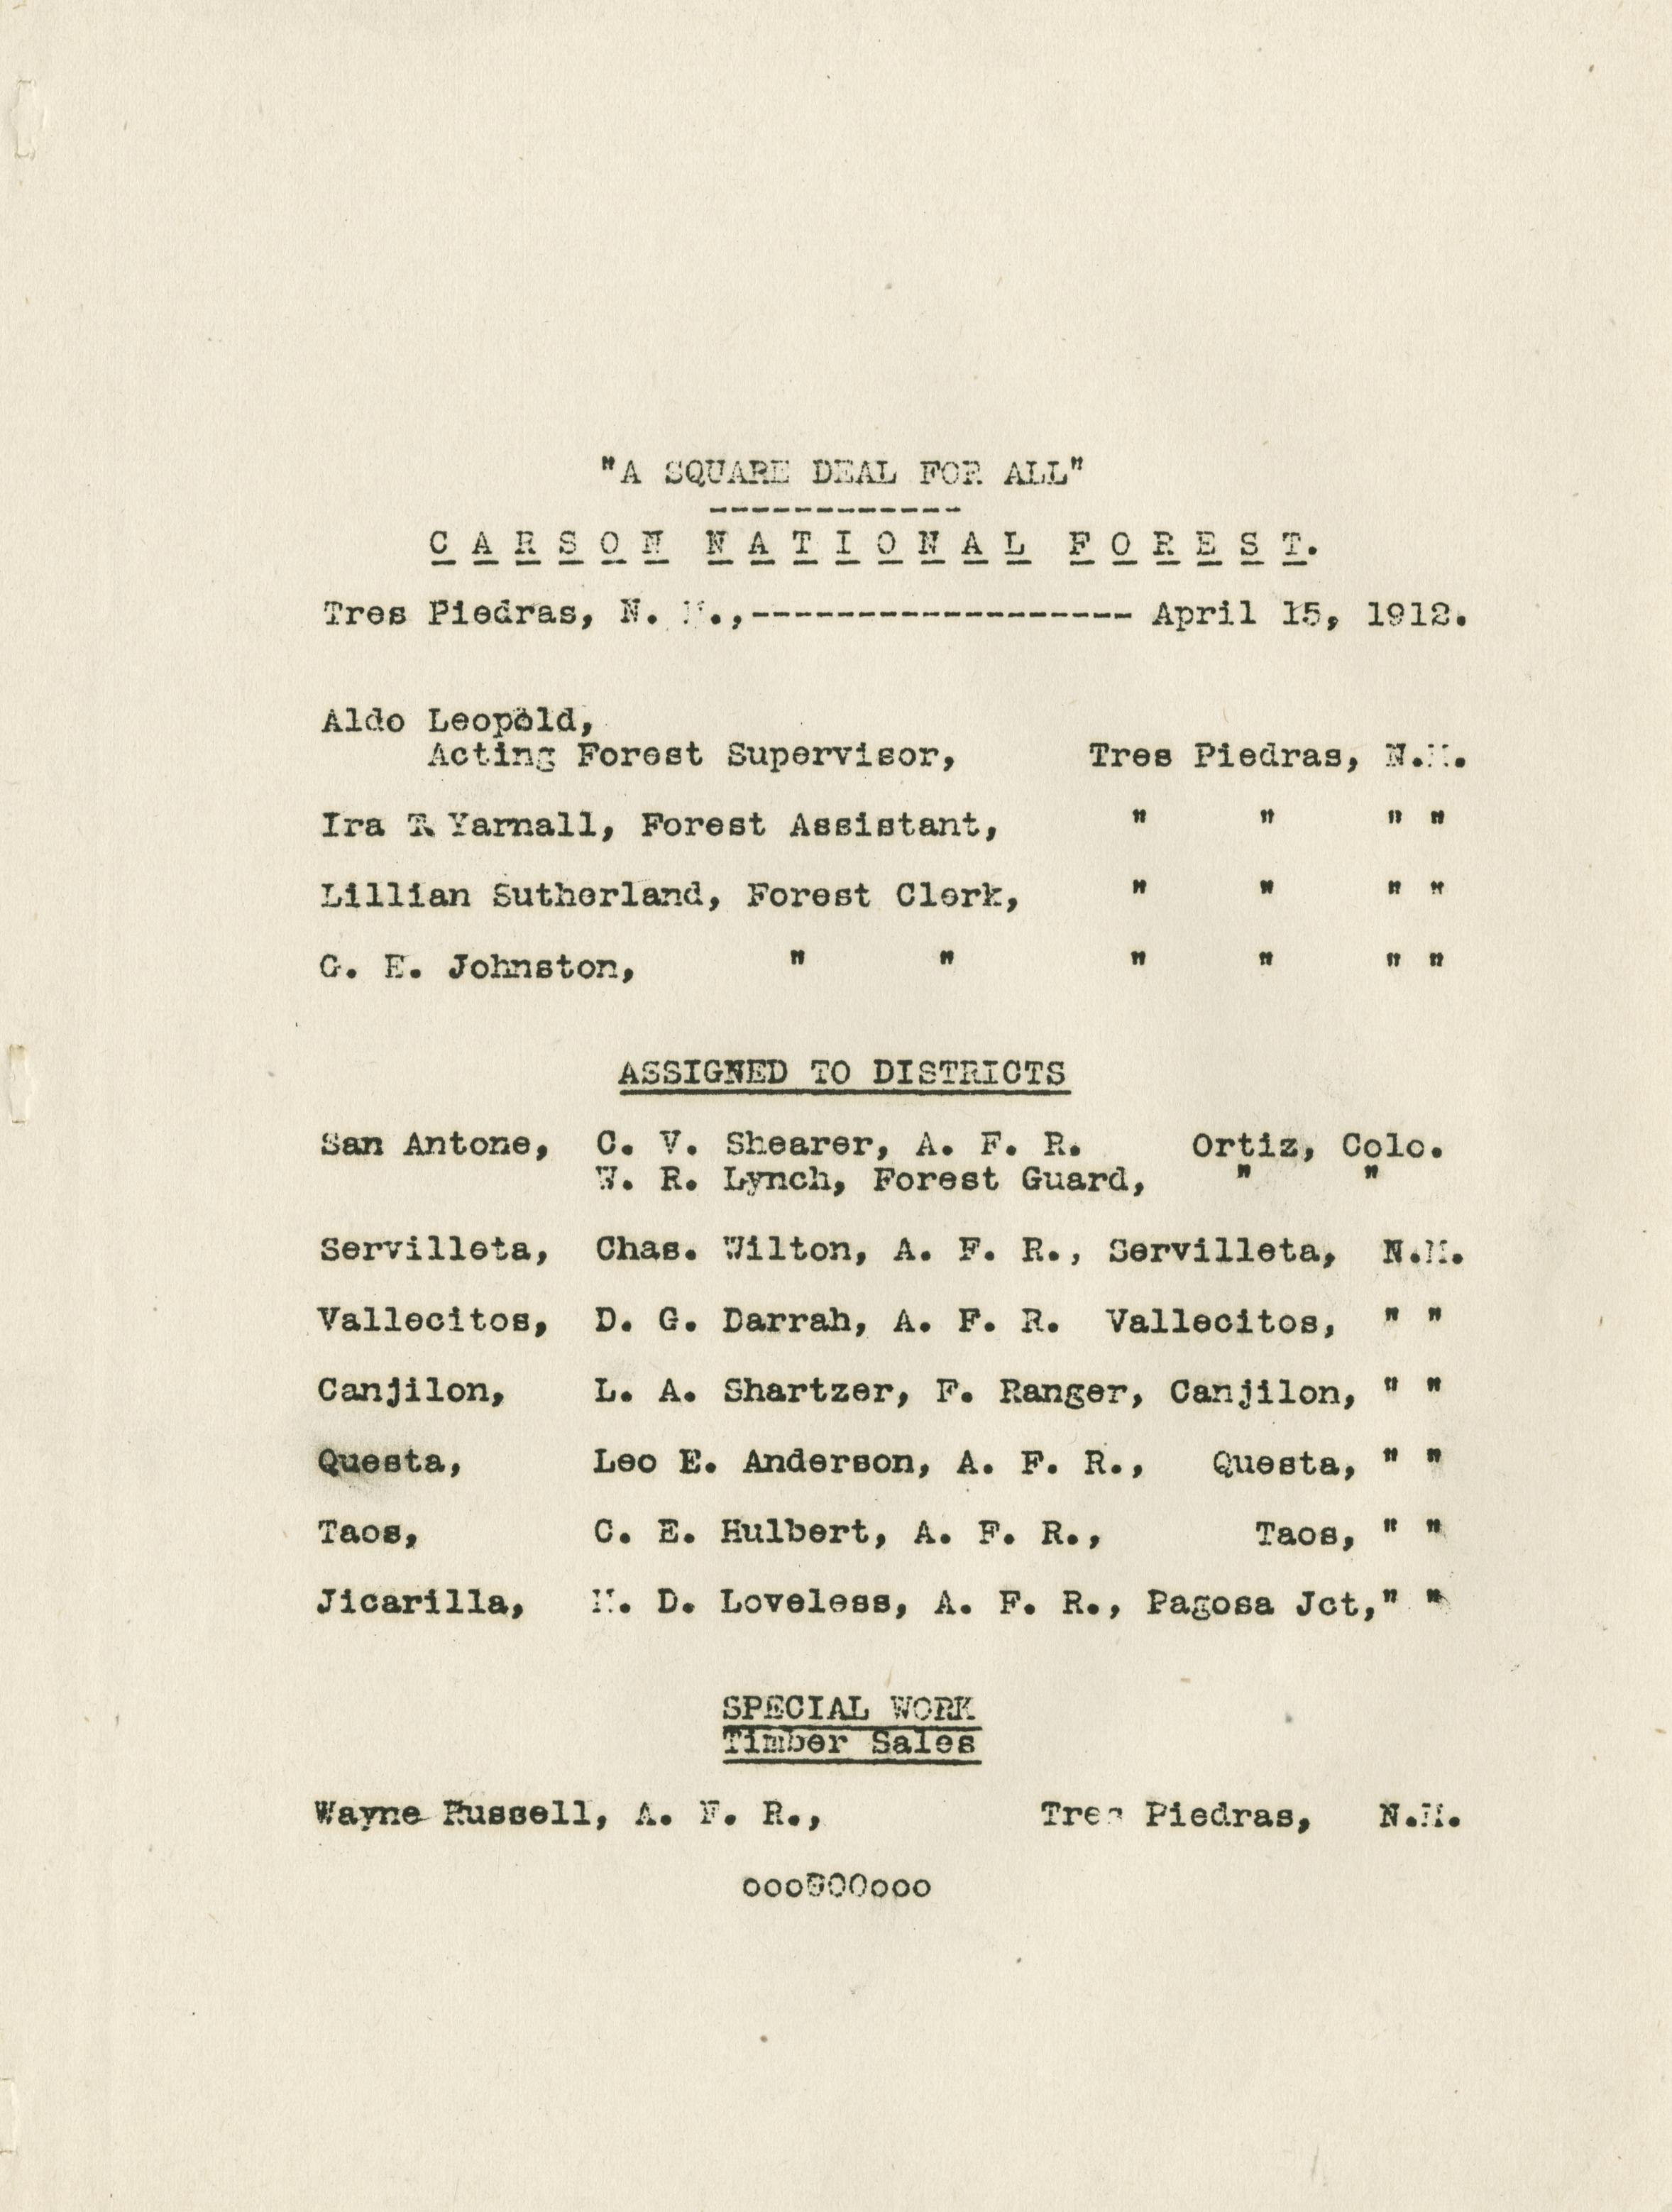 "A SQUARE DEAL FOR ALL"
------------
C A R S O N  N A T I O N A L  F O R E S T.
Tres Piedras, N. M.,------------------ April 15, 1912.
Aldo Leopold,
Acting Forest Supervisor, Tres Piedras, N.M.
Ira T. Yarnall, Forest Assistant, " " " "
Lillian Sutherland, Forest Clerk, " " " "
G. E. Johnston, " " " " " "
ASSIGNED TO DISTRICTS
San Antone, C. V. Shearer, A. F. R. Ortiz, Colo.
W. R. Lynch, Forest Guard, " "
Servilleta, Chas. Wilton, A. F. R., Servilleta, N.M.
Vallecitos, D. G. Darrah, A. F. R. Vallecitos, " "
Canjilon, L. A. Shartzer, F. Ranger, Canjilon, " "
Questa, Leo E. Anderson, A. F. R., Questa, " "
Taos, C. E. Hulbert, A. F. R., Taos, " "
Jicarilla, M. D. Loveless, A. F. R., Pagosa Jct," "
SPECIAL WORK
Timber Sales
Wayne Russell, A. F. R., Tres Piedras, N.M.
ooo000ooo